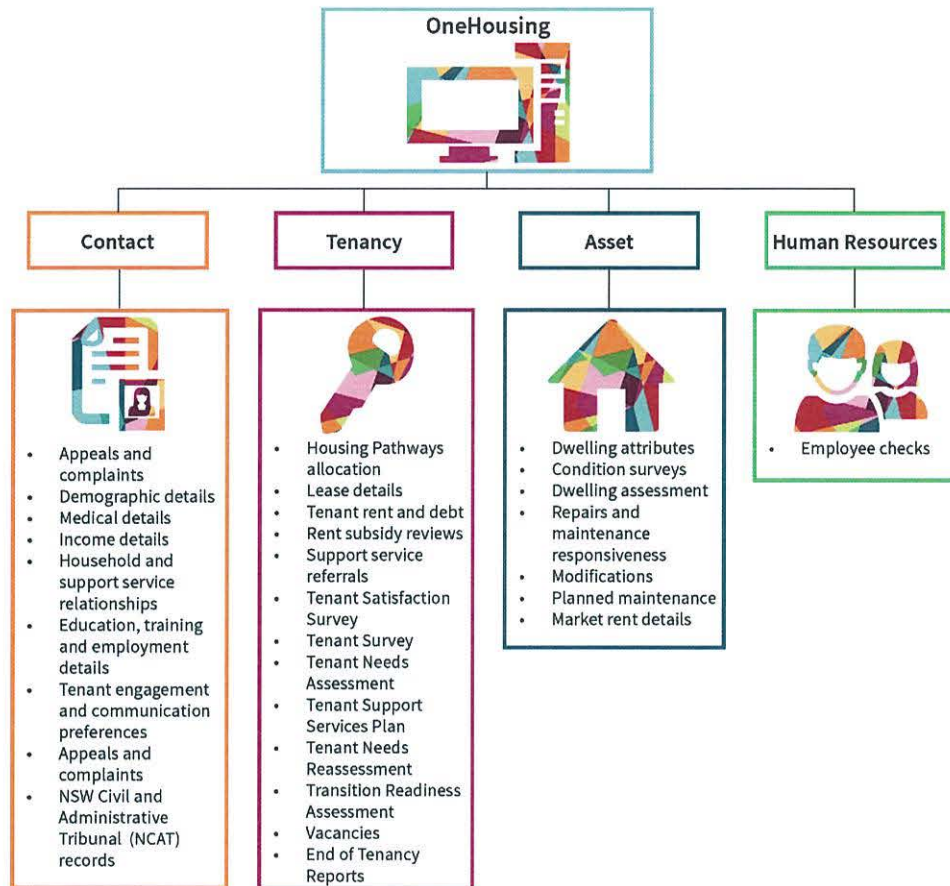 OneHousing
Contact
Tenancy
Asset
Human Resources
• Appeals and
complaints
• Demographic details
• Medical details
• Income details
• Household and
support service
relationships
• Education, training
and employment
details
• Tenant engagement
and communication
preferences
• Appeals and
complaints
• NSW Civil and
Administrative
Tribunal (NCAT)
records
• Housing Pathways
allocation
• Lease details
• Tenant rent and debt
• Rent subsidy reviews
• Support service
referrals
• Tenant Satisfaction
Survey
• Tenant Survey
• Tenant Needs
Assessment
• Tenant Support
Services Plan
• Tenant Needs
Reassessment
• Transition Readiness
Assessment
• Vacancies
• End of Tenancy
Reports
• Dwelling attributes
• Condition surveys
• Dwelling assessment
• Repairs and
maintenance
responsiveness
• Modifications
• Planned maintenance
• Market rent details
• Employee checks